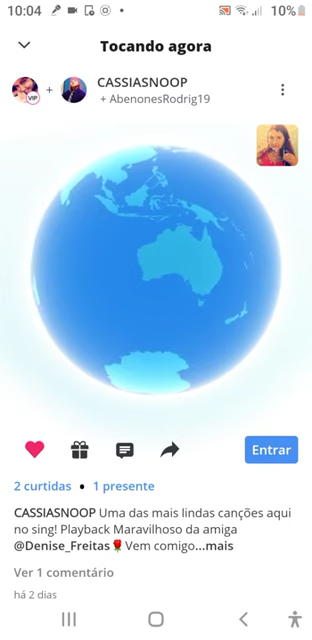 10:04
10%
Tocando agora
CASSIASNOOP
VIP
+
+ AbenonesRodrig19
Entrar
2 curtidas • 1 presente
CASSIASNOOP Uma das mais lindas canções aqui
no sing! Playback Maravilhoso da amiga
@Denise_Freitas🌹Vem comigo...mais
Ver 1 comentário
há 2 dias